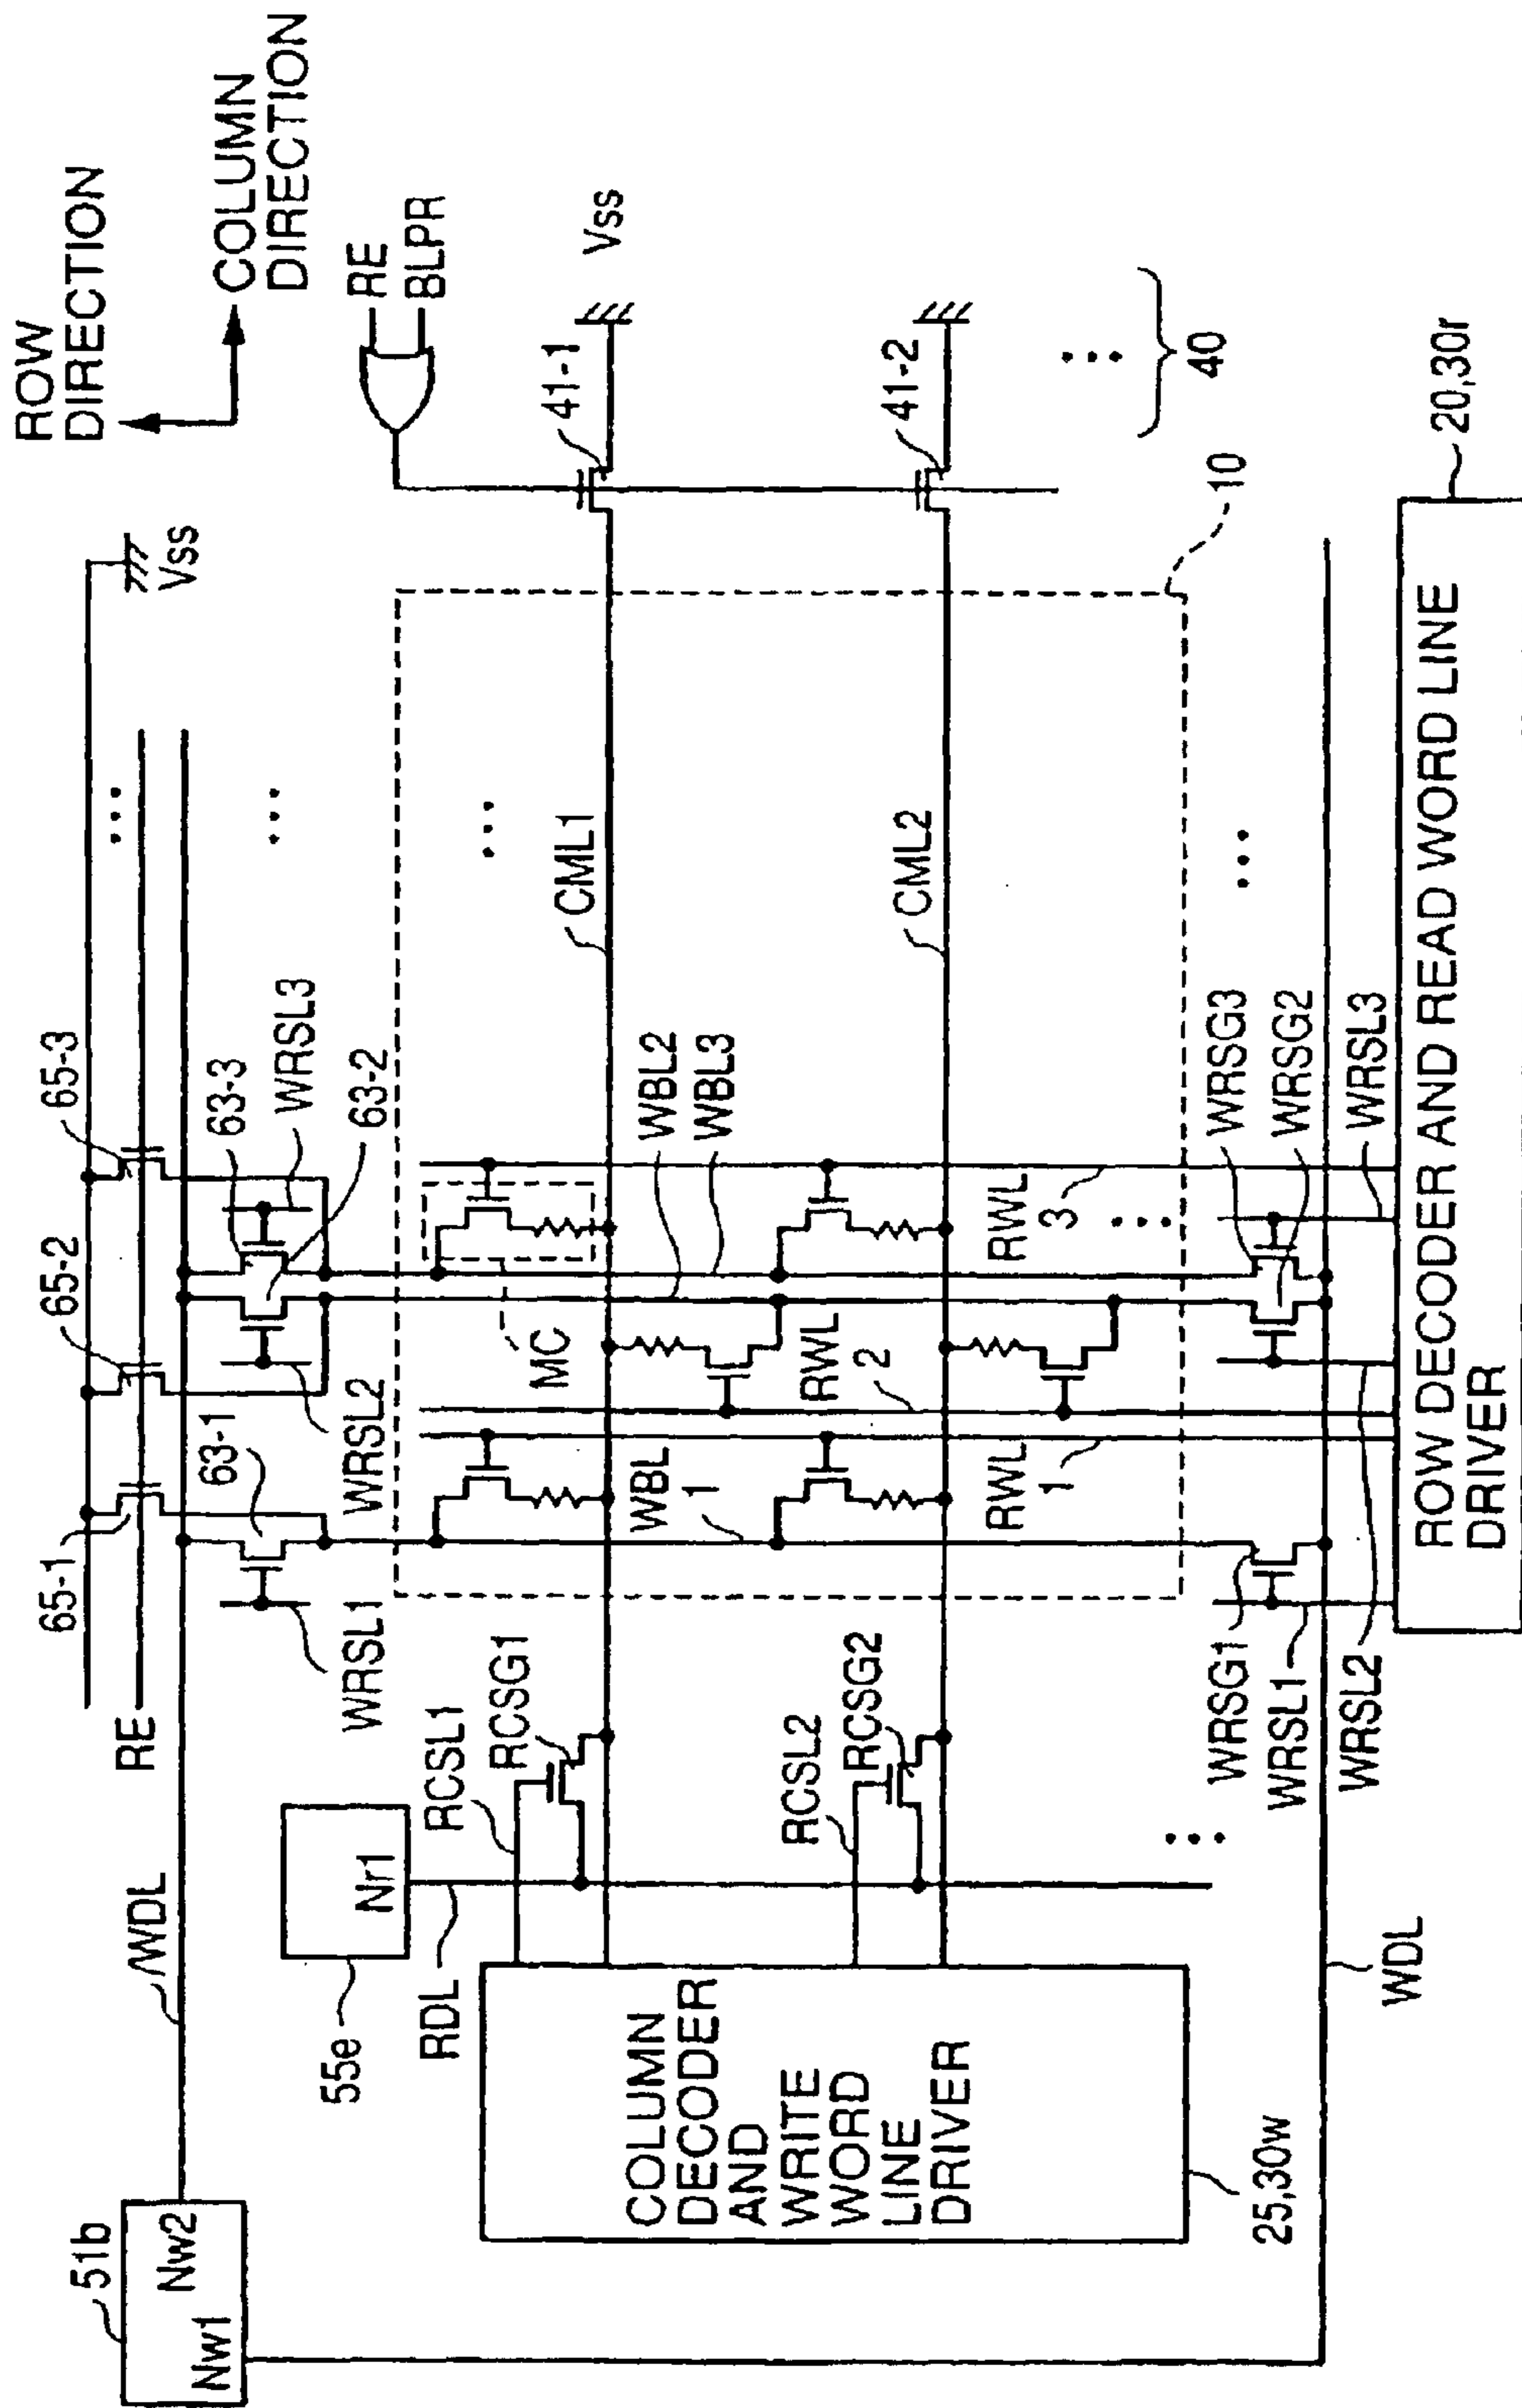 ROW
DIRECTION
COLUMN
DIRECTION
RE
BLPR
Vss
41-1
41-2
40
10
20,30r
Vss
65-3
65-2
65-1
63-3
WRSL3
63-2
WRSL2
63-1
WRSL1
RE
/WDL
51b
Nw2
Nw1
55e
Nr1
RDL
RCSL1
RCSG1
RCSL2
RCSG2
COLUMN
DECODER
AND
WRITE
WORD
LINE
DRIVER
25,30w
CML1
CML2
WBL2
WBL3
MC
WBL
1
RWL
2
RWL
1
RWL
3
WRSG3
WRSG2
WRSL3
WRSG1
WRSL1
WRSL2
WDL
ROW DECODER AND READ WORD LINE
DRIVER